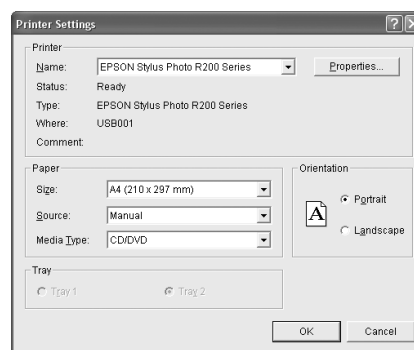 Printer Settings
Printer
Name: EPSON Stylus Photo R200 Series Properties...
Status: Ready
Type: EPSON Stylus Photo R200 Series
Where: USB001
Comment:
Paper
Size: A4 (210 x 297 mm)
Source: Manual
Media Type: CD/DVD
Orientation
A
Portrait
Landscape
Tray
Tray 1 Tray 2
OK Cancel